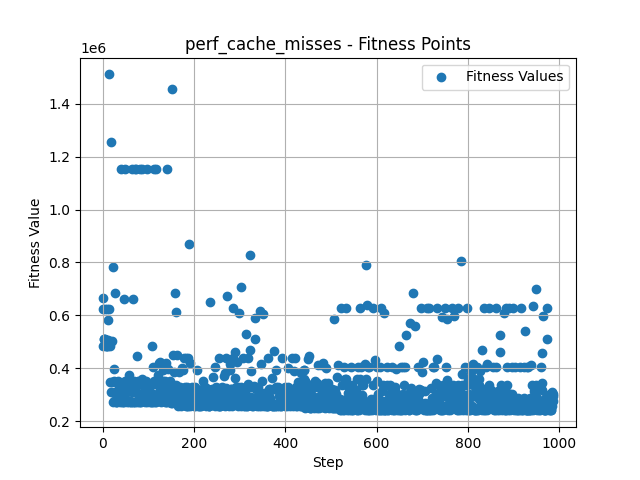 perf_cache_misses - Fitness Points
1e6
Fitness Values
1.4
1.2
1.0
0.8
0.6
0.4
0.2
Fitness Value
0 200 400 600 800 1000
Step